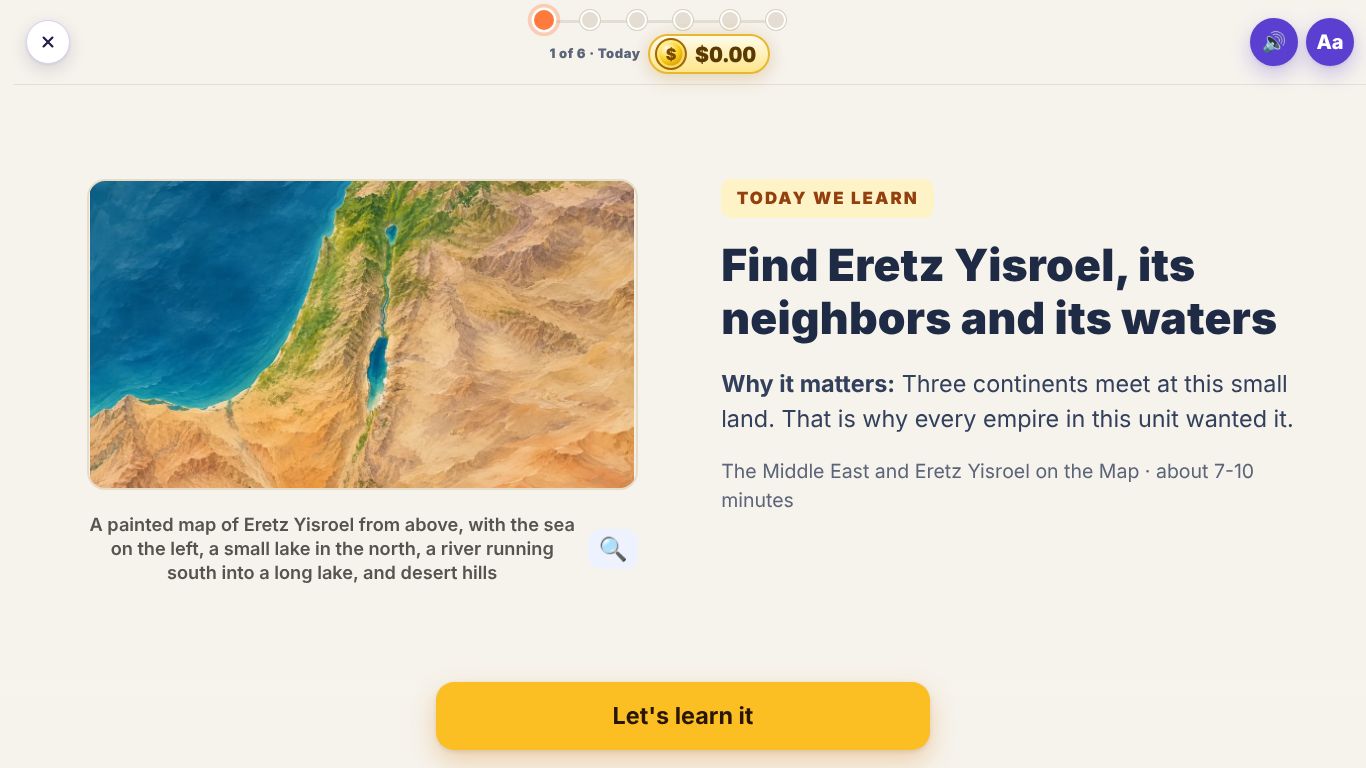 1 of 6 · Today
$ $0.00
Aa
TODAY WE LEARN
Find Eretz Yisroel, its
neighbors and its waters
Why it matters: Three continents meet at this small
land. That is why every empire in this unit wanted it.
The Middle East and Eretz Yisroel on the Map · about 7-10
minutes
A painted map of Eretz Yisroel from above, with the sea
on the left, a small lake in the north, a river running
south into a long lake, and desert hills
Let's learn it